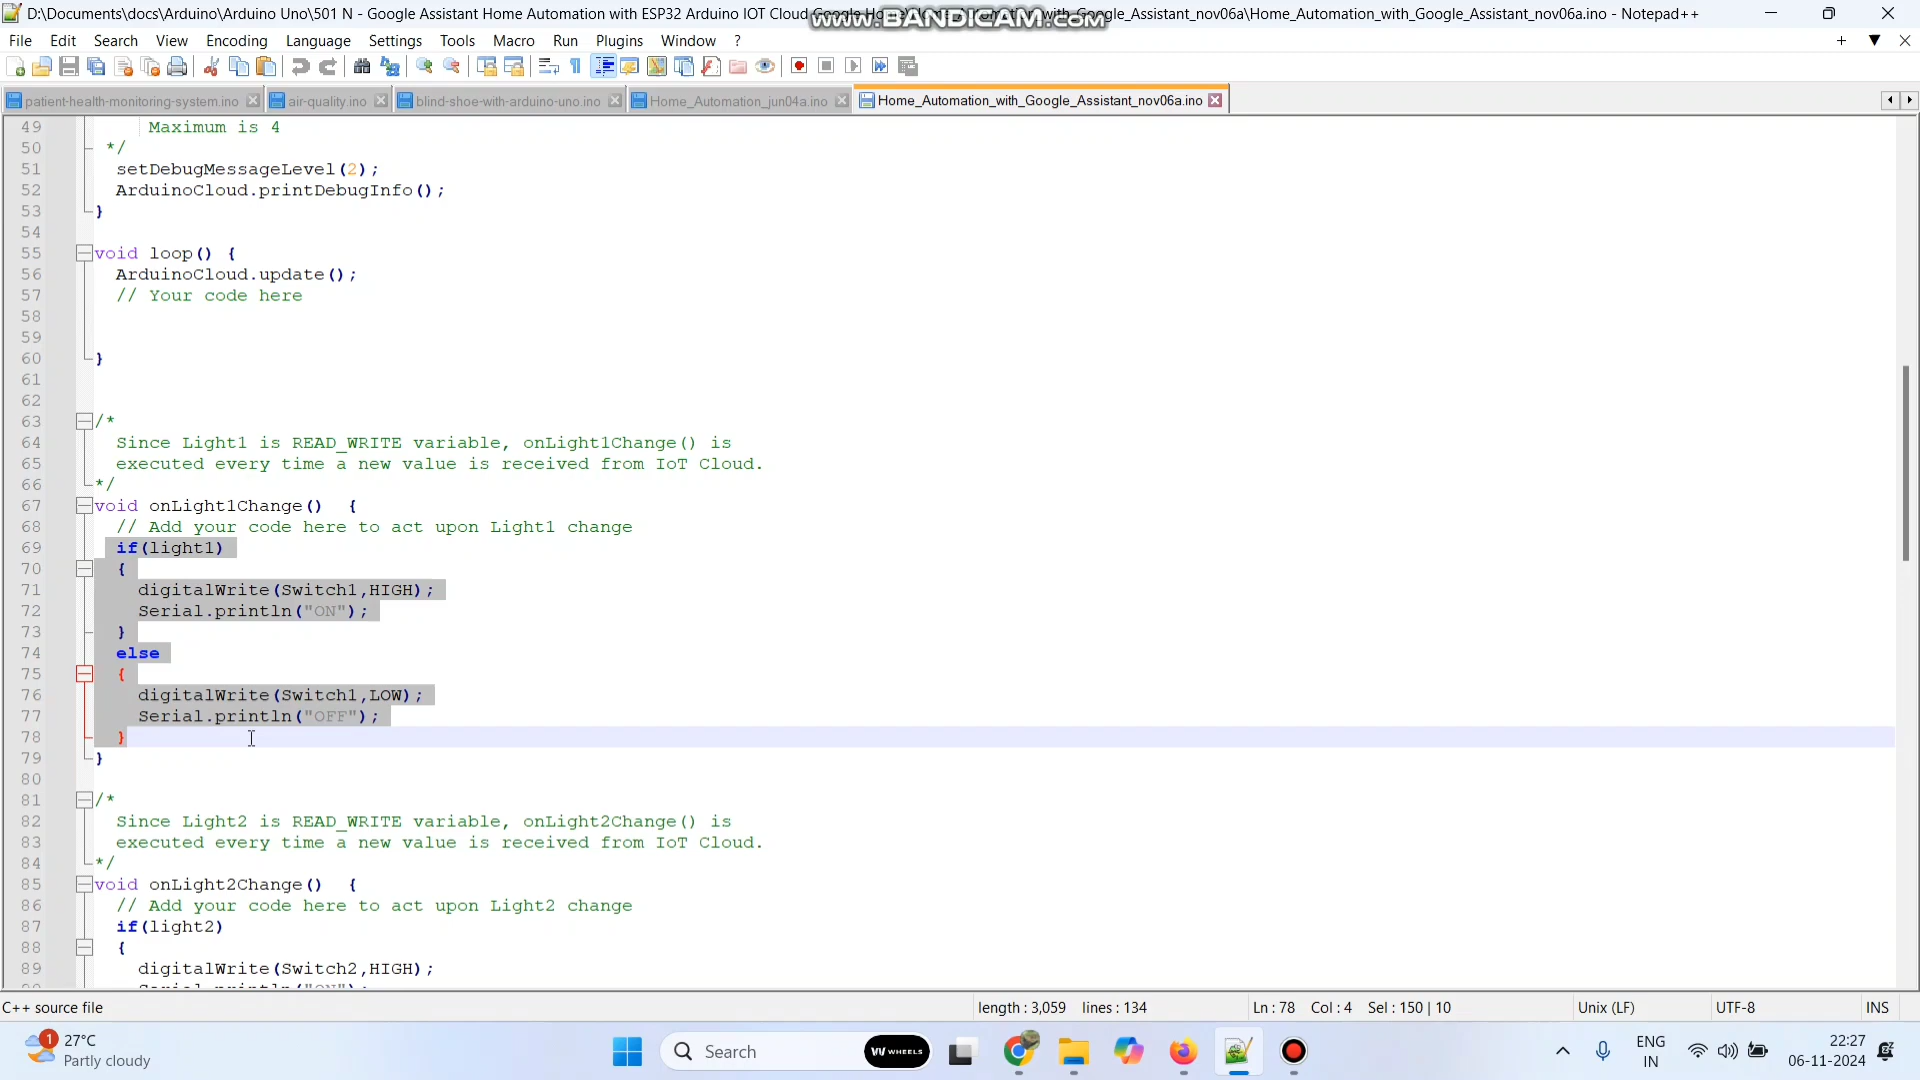 D:\Documents\docs\Arduino\Arduino Uno\501 N - Google Assistant Home Automation with ESP32 Arduino IOT Cloud Google Home\Home_Automation_with_Google_Assistant_nov06a\Home_Automation_with_Google_Assistant_nov06a.ino - Notepad++
www.BANDICAM.com
File Edit Search View Encoding Language Settings Tools Macro Run Plugins Window ?
patient-health-monitoring-system.ino air-quality.ino blind-shoe-with-arduino-uno.ino Home_Automation_jun04a.ino Home_Automation_with_Google_Assistant_nov06a.ino
49 Maximum is 4
50 */
51 setDebugMessageLevel(2);
52 ArduinoCloud.printDebugInfo();
53 }
54
55 void loop() {
56 ArduinoCloud.update();
57 // Your code here
58
59
60 }
61
62
63 /*
64 Since Light1 is READ_WRITE variable, onLight1Change() is
65 executed every time a new value is received from IoT Cloud.
66 */
67 void onLight1Change()  {
68 // Add your code here to act upon Light1 change
69 if(light1)
70 {
71 digitalWrite(Switch1,HIGH);
72 Serial.println("ON");
73 }
74 else
75 {
76 digitalWrite(Switch1,LOW);
77 Serial.println("OFF");
78 }
79 }
80
81 /*
82 Since Light2 is READ_WRITE variable, onLight2Change() is
83 executed every time a new value is received from IoT Cloud.
84 */
85 void onLight2Change()  {
86 // Add your code here to act upon Light2 change
87 if(light2)
88 {
89 digitalWrite(Switch2,HIGH);
C++ source file length : 3,059 lines : 134 Ln : 78 Col : 4 Sel : 150 | 10 Unix (LF) UTF-8 INS
1 27°C Search W WHEELS ENG 22:27
Partly cloudy IN 06-11-2024